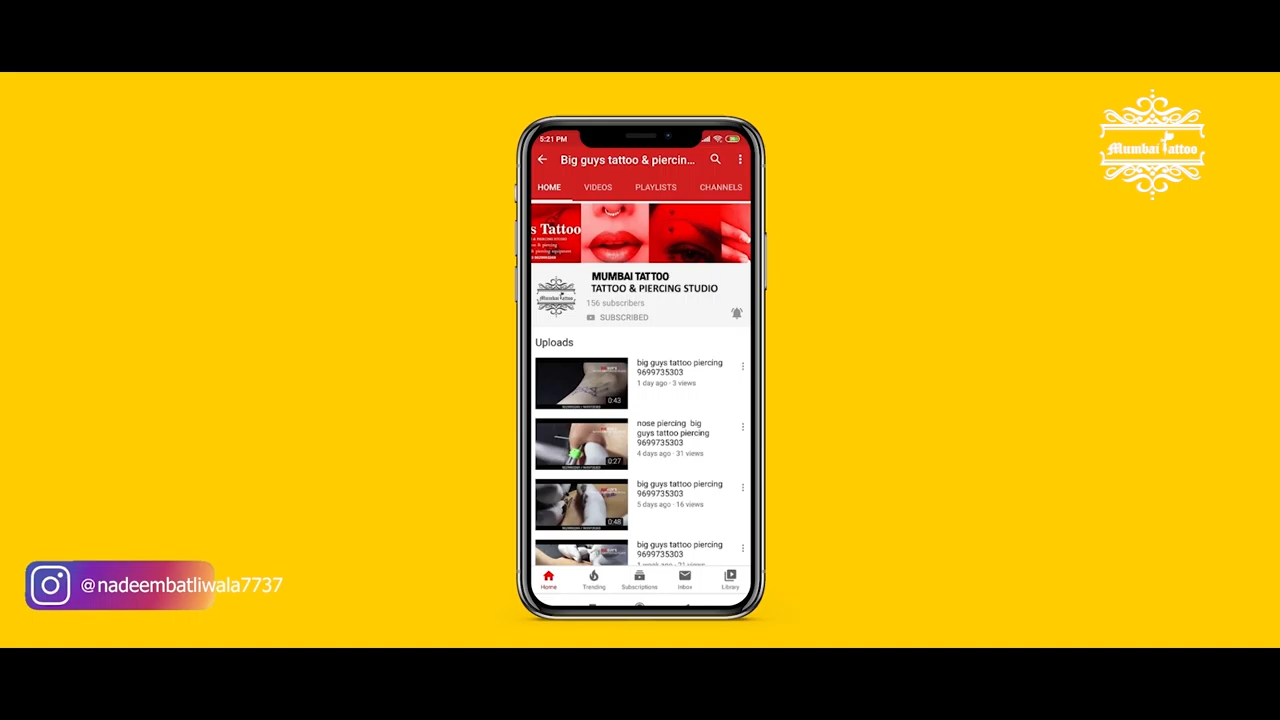 5:21 PM
Big guys tattoo & piercin...
HOME VIDEOS PLAYLISTS CHANNELS
s Tattoo
MUMBAI TATTOO
TATTOO & PIERCING STUDIO
156 subscribers
SUBSCRIBED
Uploads
big guys tattoo piercing
9699735303
1 day ago · 3 views
0:43
nose piercing big
guys tattoo piercing
9699735303
4 days ago · 31 views
0:27
big guys tattoo piercing
9699735303
5 days ago · 16 views
0:48
big guys tattoo piercing
9699735303
Home Trending Subscriptions Inbox Library
Mumbai Tattoo
@nadeembatliwala7737